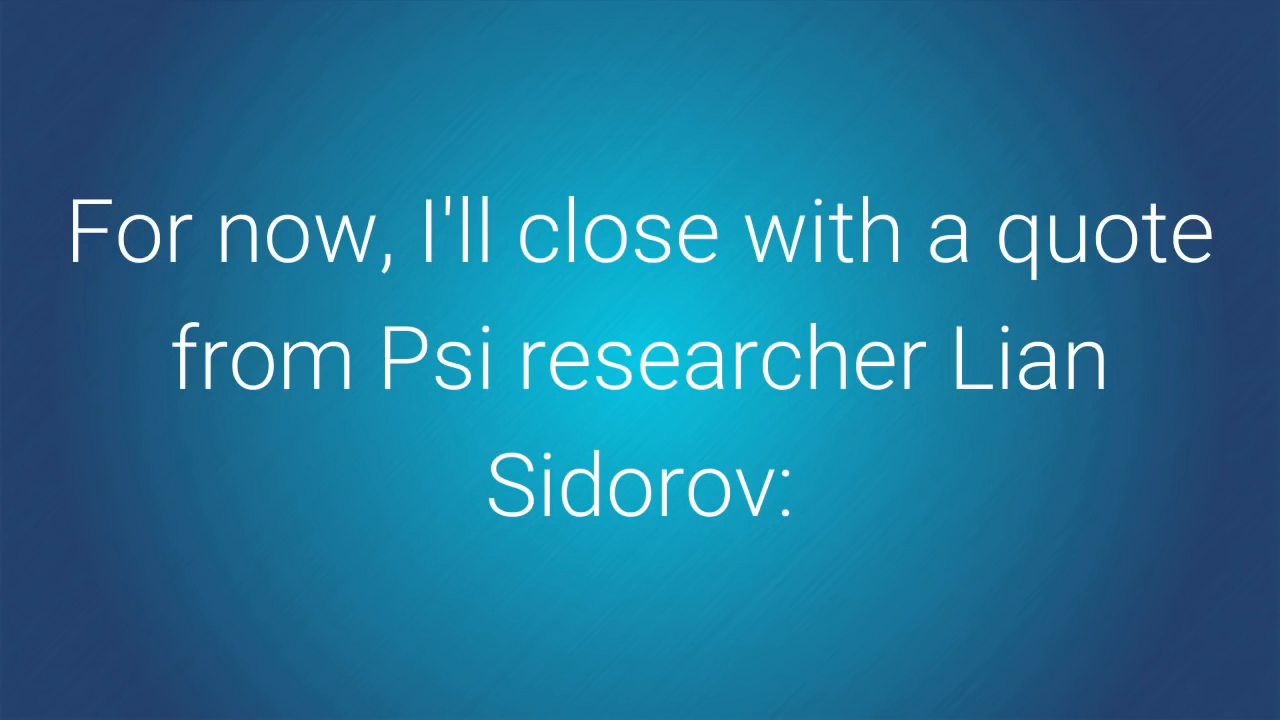 For now, I'll close with a quote
from Psi researcher Lian
Sidorov: